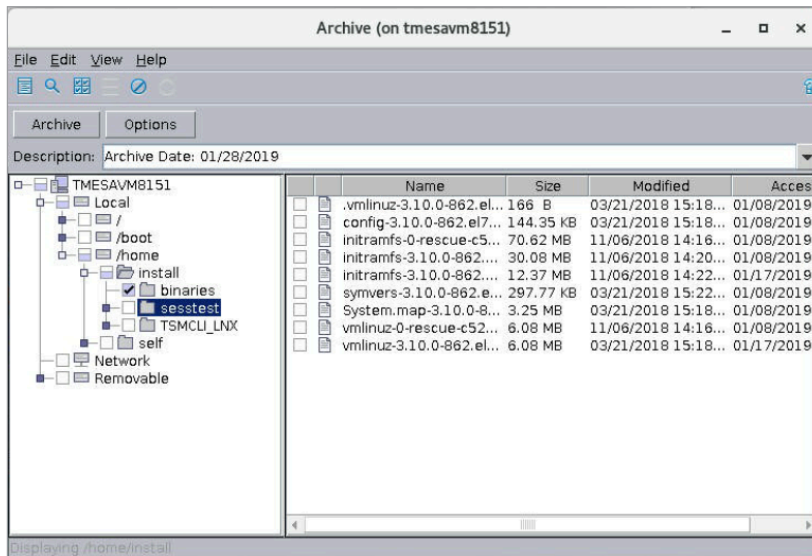 Archive (on tmesavm8151)
File Edit View Help
Archive Options
Description: Archive Date: 01/28/2019
TMESAVM8151
Local
/
/boot
/home
install
binaries
sesstest
TSMCLI_LNX
self
Network
Removable
Name Size Modified Acces
.vmlinuz-3.10.0-862.el... 166 B 03/21/2018 15:18... 01/08/2019
config-3.10.0-862.el7... 144.35 KB 03/21/2018 15:18... 01/08/2019
initramfs-0-rescue-c5... 70.62 MB 11/06/2018 14:16... 01/08/2019
initramfs-3.10.0-862.... 30.08 MB 11/06/2018 14:20... 01/08/2019
initramfs-3.10.0-862.... 12.37 MB 11/06/2018 14:22... 01/17/2019
symvers-3.10.0-862.e... 297.77 KB 03/21/2018 15:22... 01/08/2019
System.map-3.10.0-8... 3.25 MB 03/21/2018 15:18... 01/08/2019
vmlinuz-0-rescue-c52... 6.08 MB 11/06/2018 14:16... 01/08/2019
vmlinuz-3.10.0-862.el... 6.08 MB 03/21/2018 15:18... 01/17/2019
Displaying /home/install